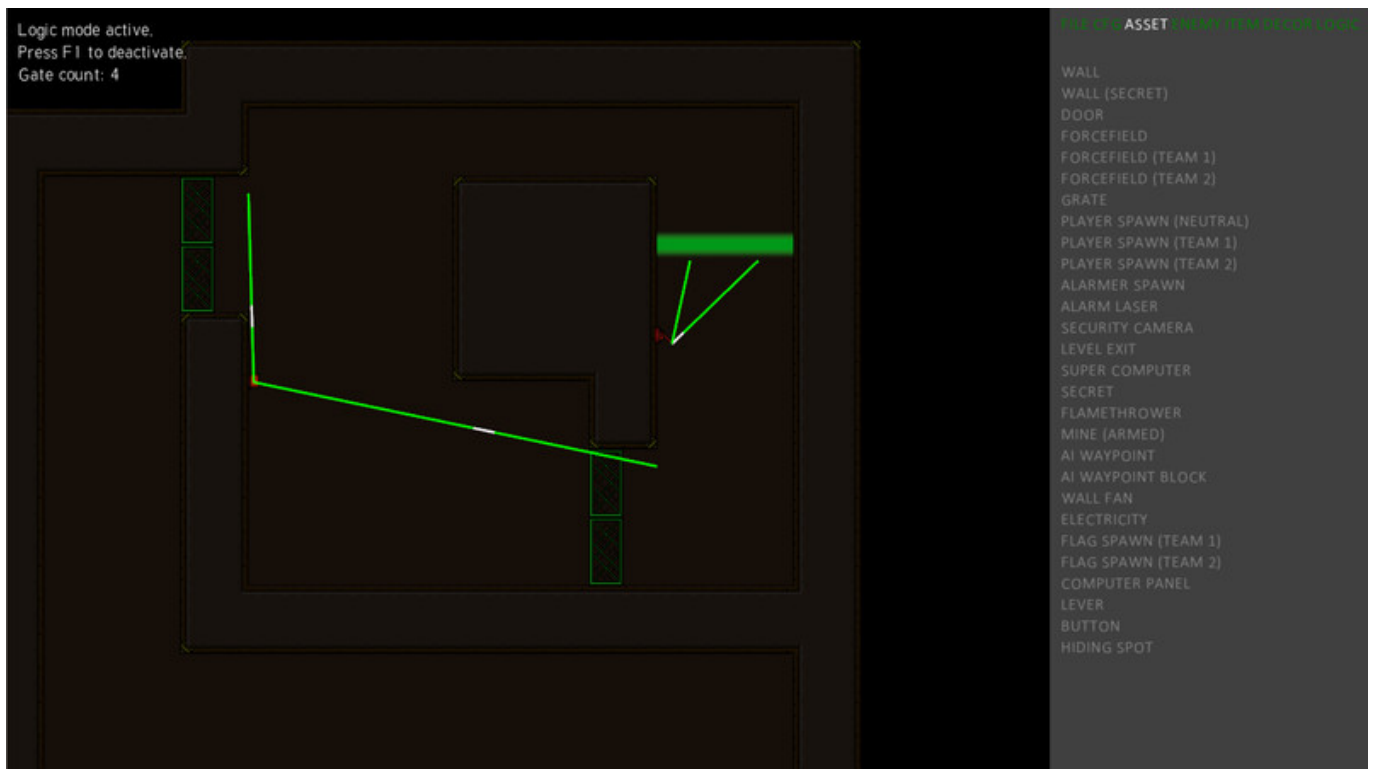 Logic mode active.
Press F1 to deactivate.
Gate count: 4
FILE CFG ASSET ENEMY ITEM DECOR LOGIC
WALL
WALL (SECRET)
DOOR
FORCEFIELD
FORCEFIELD (TEAM 1)
FORCEFIELD (TEAM 2)
GRATE
PLAYER SPAWN (NEUTRAL)
PLAYER SPAWN (TEAM 1)
PLAYER SPAWN (TEAM 2)
ALARMER SPAWN
ALARM LASER
SECURITY CAMERA
LEVEL EXIT
SUPER COMPUTER
SECRET
FLAMETHROWER
MINE (ARMED)
AI WAYPOINT
AI WAYPOINT BLOCK
WALL FAN
ELECTRICITY
FLAG SPAWN (TEAM 1)
FLAG SPAWN (TEAM 2)
COMPUTER PANEL
LEVER
BUTTON
HIDING SPOT